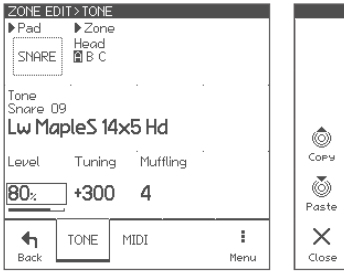 ZONE EDIT>TONE
Pad Zone
SNARE Head
A B C
Tone
Snare 09
Lw MapleS 14x5 Hd
Level Tuning Muffling
80% +300 4
Back TONE MIDI Menu
Copy
Paste
Close